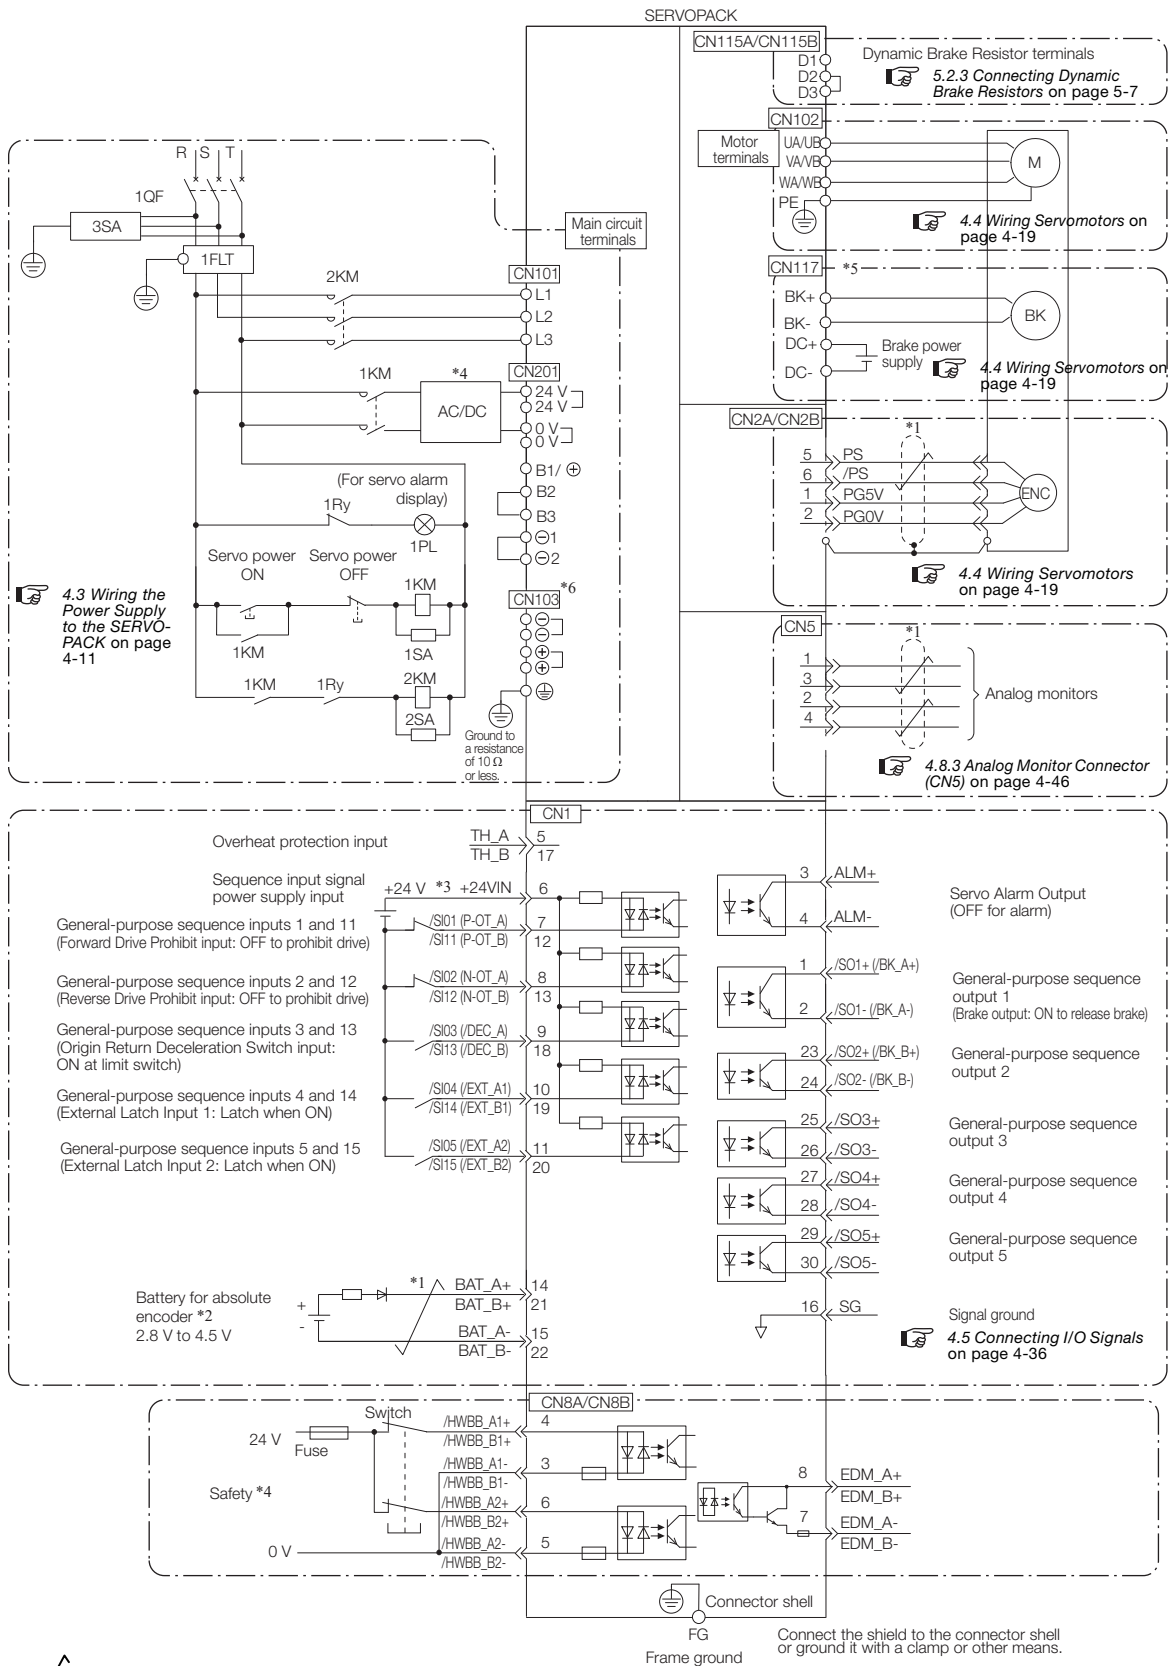 SERVOPACK
CN115A/CN115B
D1
D2
D3
Dynamic Brake Resistor terminals
5.2.3 Connecting Dynamic
Brake Resistors on page 5-7
CN102
Motor
terminals
UA/UB
VA/VB
WA/WB
PE
M
4.4 Wiring Servomotors on
page 4-19
R S T
1QF
3SA
1FLT
Main circuit
terminals
2KM
CN101
L1
L2
L3
CN201
1KM
*4
AC/DC
24 V
24 V
0 V
0 V
B1/ ⊕
B2
B3
⊖1
⊖2
(For servo alarm
display)
1Ry
1PL
Servo power
ON
Servo power
OFF
1KM
1KM
1SA
1KM
1Ry
2KM
2SA
4.3 Wiring the
Power Supply
to the SERVO-
PACK on page
4-11
CN103
*6
⊖
⊖
⊕
⊕
Ground to
a resistance
of 10 Ω
or less.
CN117
*5
BK+
BK-
DC+
DC-
BK
Brake power
supply
4.4 Wiring Servomotors on
page 4-19
CN2A/CN2B
*1
5 PS
6 /PS
1 PG5V
2 PG0V
ENC
4.4 Wiring Servomotors
on page 4-19
CN5
*1
1
3
2
4
Analog monitors
4.8.3 Analog Monitor Connector
(CN5) on page 4-46
CN1
Overheat protection input
TH_A 5
TH_B 17
Sequence input signal
power supply input
+24 V *3 +24VIN 6
General-purpose sequence inputs 1 and 11
(Forward Drive Prohibit input: OFF to prohibit drive)
/SI01 (P-OT_A) 7
/SI11 (P-OT_B) 12
General-purpose sequence inputs 2 and 12
(Reverse Drive Prohibit input: OFF to prohibit drive)
/SI02 (N-OT_A) 8
/SI12 (N-OT_B) 13
General-purpose sequence inputs 3 and 13
(Origin Return Deceleration Switch input:
ON at limit switch)
/SI03 (/DEC_A) 9
/SI13 (/DEC_B) 18
General-purpose sequence inputs 4 and 14
(External Latch Input 1: Latch when ON)
/SI04 (/EXT_A1) 10
/SI14 (/EXT_B1) 19
General-purpose sequence inputs 5 and 15
(External Latch Input 2: Latch when ON)
/SI05 (/EXT_A2) 11
/SI15 (/EXT_B2) 20
3 ALM+
4 ALM-
Servo Alarm Output
(OFF for alarm)
1 /SO1+ (/BK_A+)
2 /SO1- (/BK_A-)
General-purpose sequence
output 1
(Brake output: ON to release brake)
23 /SO2+ (/BK_B+)
24 /SO2- (/BK_B-)
General-purpose sequence
output 2
25 /SO3+
26 /SO3-
General-purpose sequence
output 3
27 /SO4+
28 /SO4-
General-purpose sequence
output 4
29 /SO5+
30 /SO5-
General-purpose sequence
output 5
16 SG
Signal ground
4.5 Connecting I/O Signals
on page 4-36
Battery for absolute
encoder *2
2.8 V to 4.5 V
+
-
*1
BAT_A+ 14
BAT_B+ 21
BAT_A- 15
BAT_B- 22
CN8A/CN8B
Switch
24 V
Fuse
Safety *4
0 V
/HWBB_A1+ 4
/HWBB_B1+
/HWBB_A1- 3
/HWBB_B1-
/HWBB_A2+ 6
/HWBB_B2+
/HWBB_A2- 5
/HWBB_B2-
8 EDM_A+
EDM_B+
7 EDM_A-
EDM_B-
Connector shell
FG
Frame ground
Connect the shield to the connector shell
or ground it with a clamp or other means.